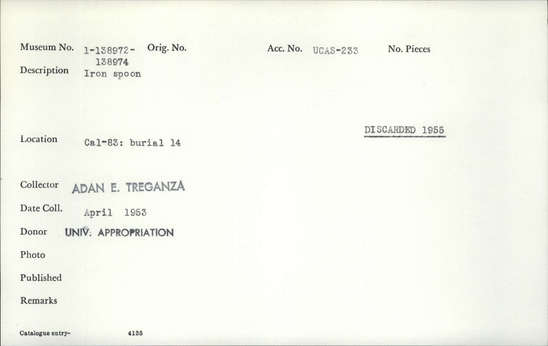 Museum No. 1-138972- Orig. No. Acc. No. UCAS-233 No. Pieces
138974
Description Iron spoon
DISCARDED 1955
Location Cal-83: burial 14
Collector ADAN E. TREGANZA
Date Coll. April 1953
Donor UNIV. APPROPRIATION
Photo
Published
Remarks
Catalogue entry- 4135